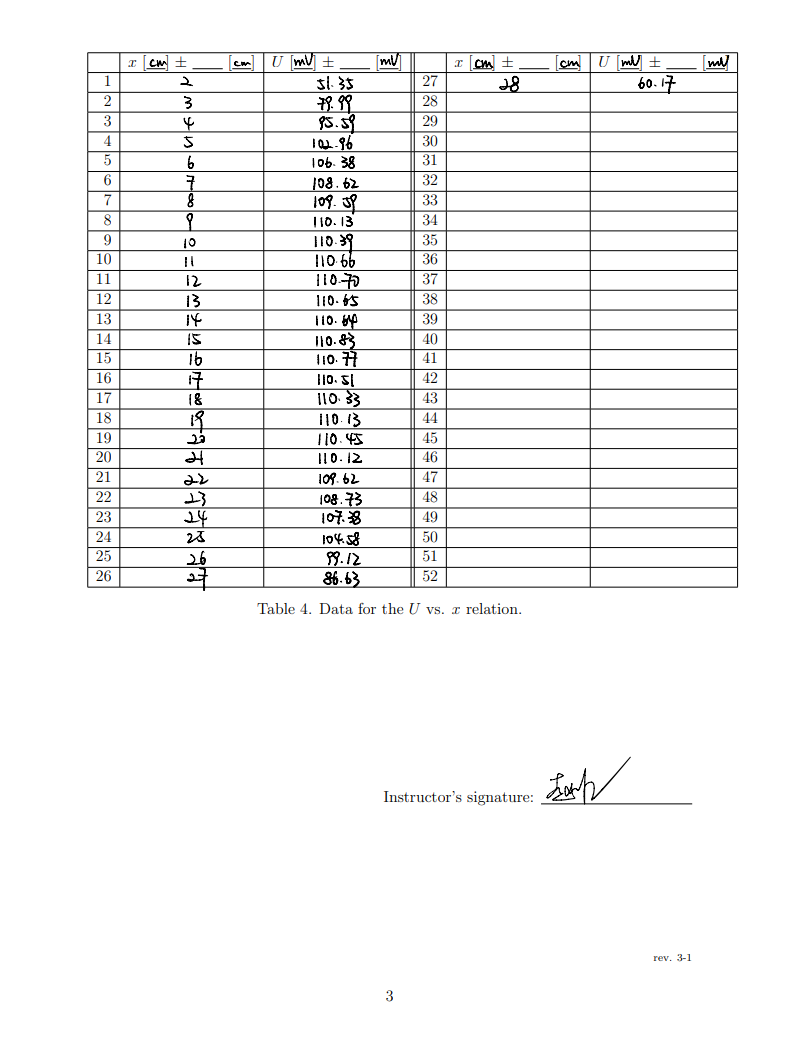 x [cm] ± ____ [cm] U [mV] ± ____ [mV] x [cm] ± ____ [cm] U [mV] ± ____ [mV]
1 2 51.35 27 28 60.17
2 3 79.99 28
3 4 95.59 29
4 5 102.96 30
5 6 106.38 31
6 7 108.62 32
7 8 109.59 33
8 9 110.13 34
9 10 110.39 35
10 11 110.66 36
11 12 110.70 37
12 13 110.65 38
13 14 110.64 39
14 15 110.83 40
15 16 110.77 41
16 17 110.51 42
17 18 110.33 43
18 19 110.13 44
19 20 110.45 45
20 21 110.12 46
21 22 109.62 47
22 23 108.73 48
23 24 107.38 49
24 25 104.58 50
25 26 99.12 51
26 27 86.63 52
Table 4. Data for the U vs. x relation.
Instructor's signature:
rev. 3-1
3